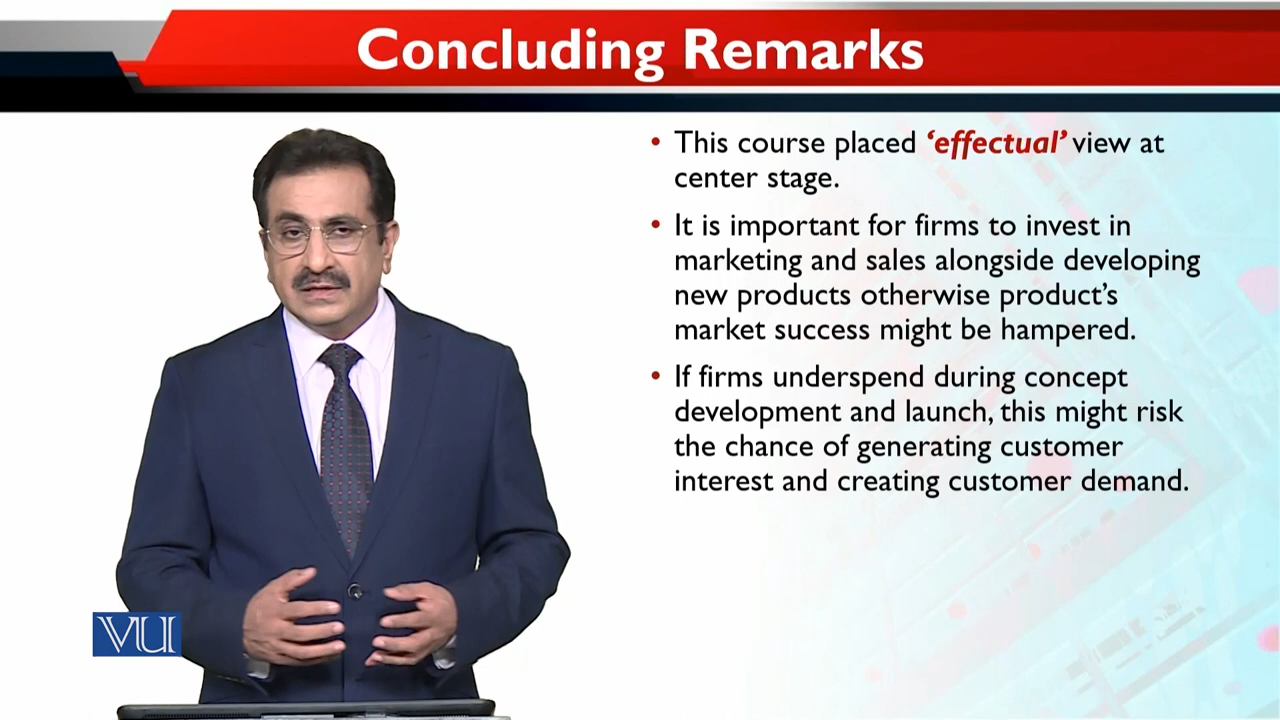 Concluding Remarks
• This course placed ‘effectual’ view at
center stage.
• It is important for firms to invest in
marketing and sales alongside developing
new products otherwise product’s
market success might be hampered.
• If firms underspend during concept
development and launch, this might risk
the chance of generating customer
interest and creating customer demand.
VU